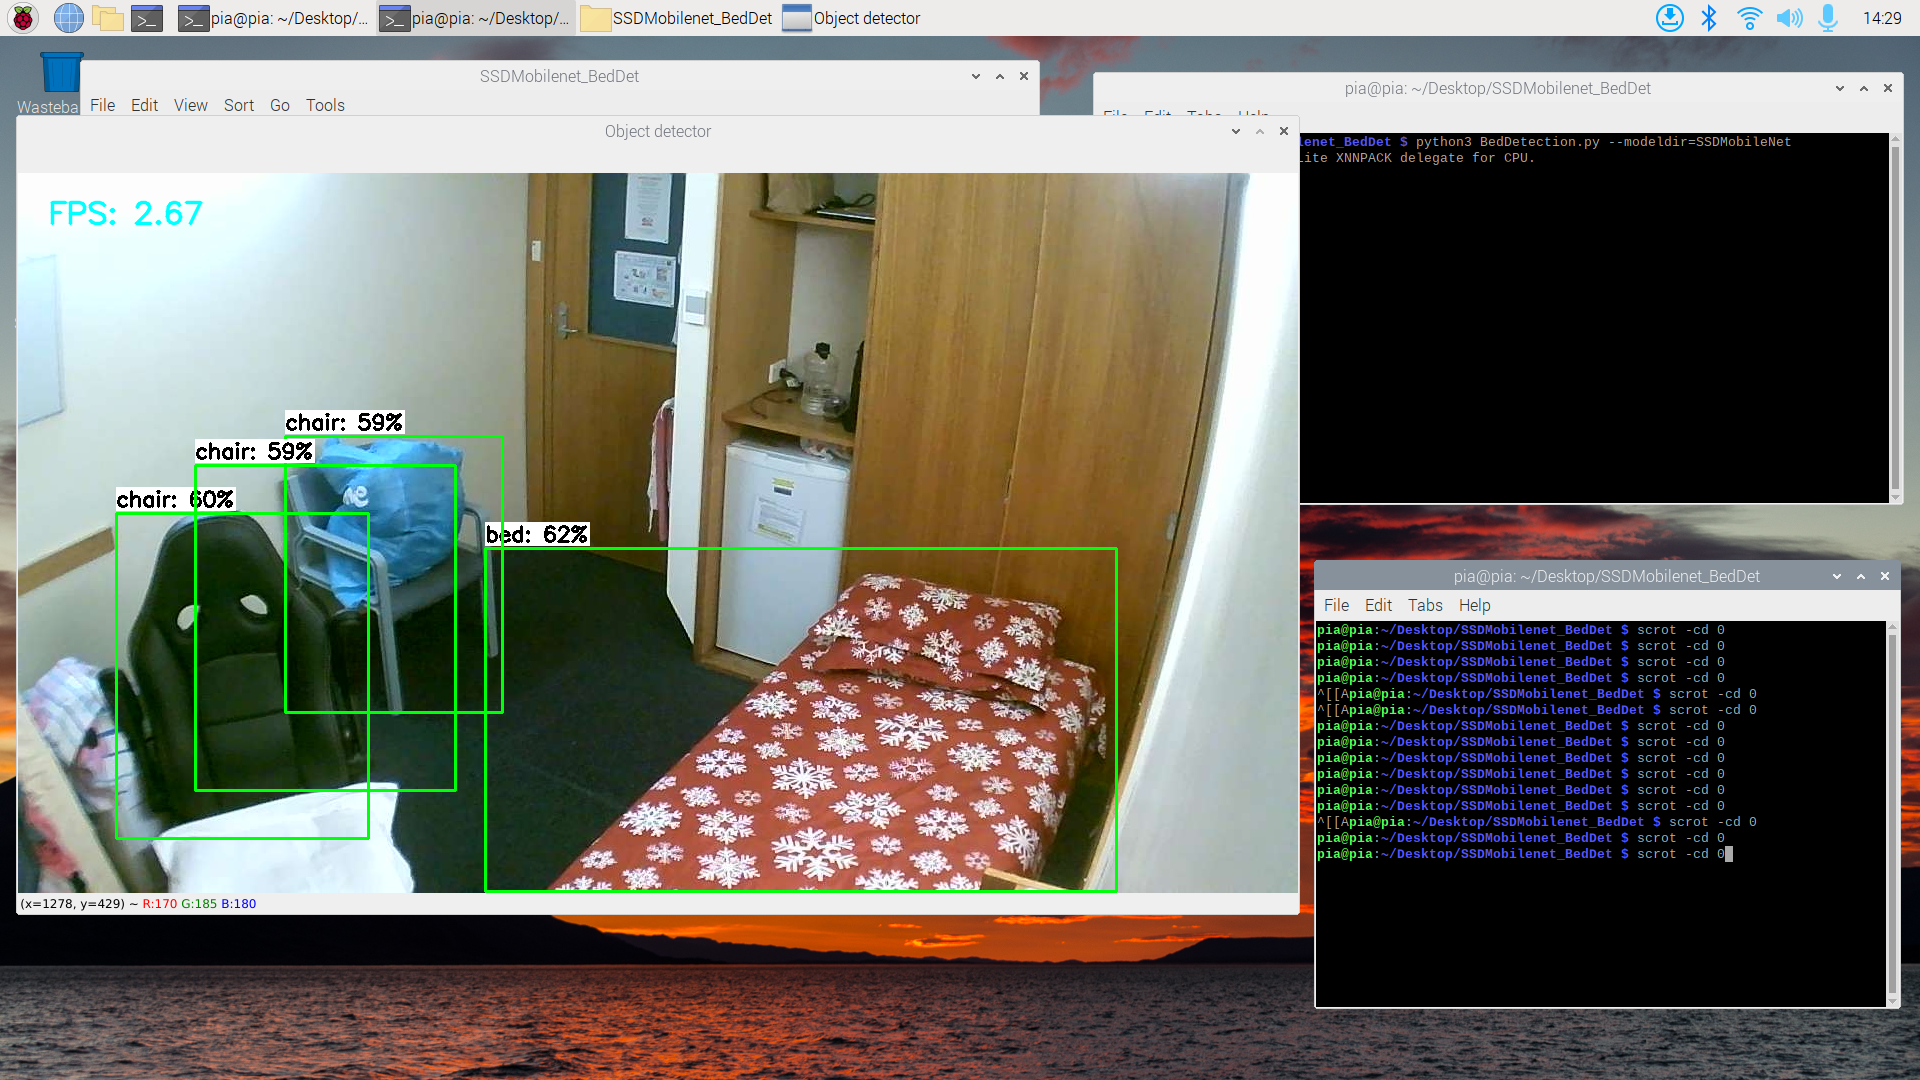 pia@pia: ~/Desktop/...
pia@pia: ~/Desktop/...
SSDMobilenet_BedDet
Object detector
14:29
Wasteba
SSDMobilenet_BedDet
File Edit View Sort Go Tools
pia@pia: ~/Desktop/SSDMobilenet_BedDet
File Edit Tabs Help
lenet_BedDet $ python3 BedDetection.py --modeldir=SSDMobileNet
ite XNNPACK delegate for CPU.
Object detector
FPS: 2.67
chair: 59%
chair: 59%
chair: 60%
bed: 62%
(x=1278, y=429) ~ R:170 G:185 B:180
pia@pia: ~/Desktop/SSDMobilenet_BedDet
File Edit Tabs Help
pia@pia:~/Desktop/SSDMobilenet_BedDet $ scrot -cd 0
pia@pia:~/Desktop/SSDMobilenet_BedDet $ scrot -cd 0
pia@pia:~/Desktop/SSDMobilenet_BedDet $ scrot -cd 0
pia@pia:~/Desktop/SSDMobilenet_BedDet $ scrot -cd 0
^[[Apia@pia:~/Desktop/SSDMobilenet_BedDet $ scrot -cd 0
^[[Apia@pia:~/Desktop/SSDMobilenet_BedDet $ scrot -cd 0
pia@pia:~/Desktop/SSDMobilenet_BedDet $ scrot -cd 0
pia@pia:~/Desktop/SSDMobilenet_BedDet $ scrot -cd 0
pia@pia:~/Desktop/SSDMobilenet_BedDet $ scrot -cd 0
pia@pia:~/Desktop/SSDMobilenet_BedDet $ scrot -cd 0
pia@pia:~/Desktop/SSDMobilenet_BedDet $ scrot -cd 0
pia@pia:~/Desktop/SSDMobilenet_BedDet $ scrot -cd 0
^[[Apia@pia:~/Desktop/SSDMobilenet_BedDet $ scrot -cd 0
pia@pia:~/Desktop/SSDMobilenet_BedDet $ scrot -cd 0
pia@pia:~/Desktop/SSDMobilenet_BedDet $ scrot -cd 0